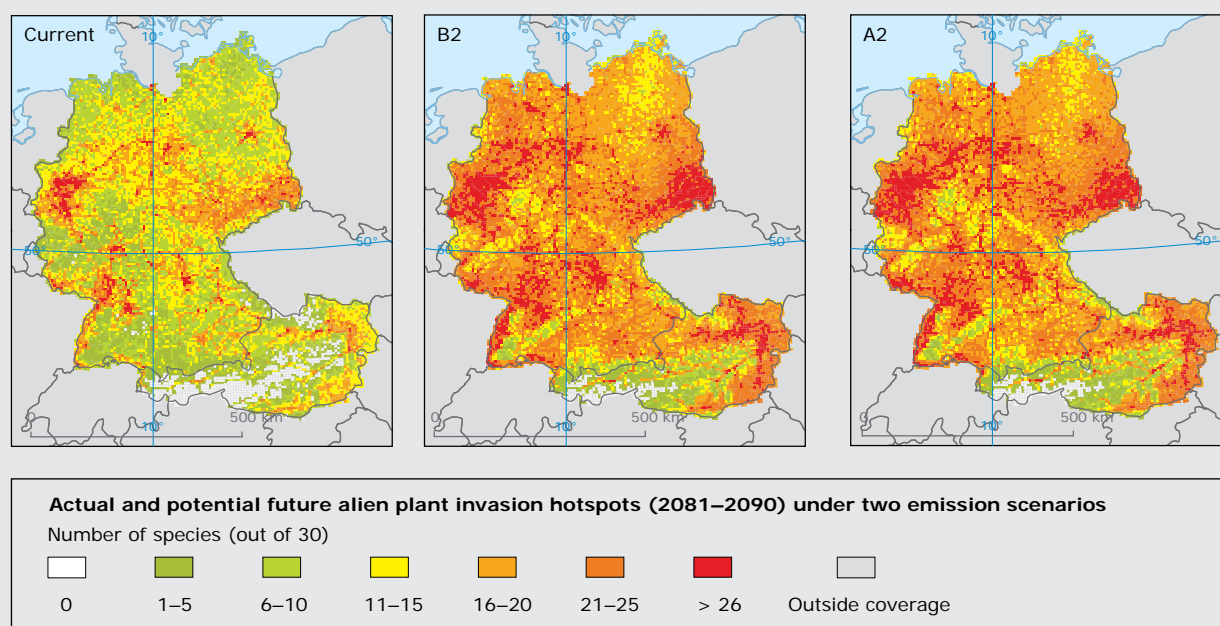 Current
10°
50°
50°
0
500 km
10°
B2
10°
50°
0
500 km
10°
A2
10°
50°
0
500 km
10°
Actual and potential future alien plant invasion hotspots (2081–2090) under two emission scenarios
Number of species (out of 30)
0
1–5
6–10
11–15
16–20
21–25
> 26
Outside coverage